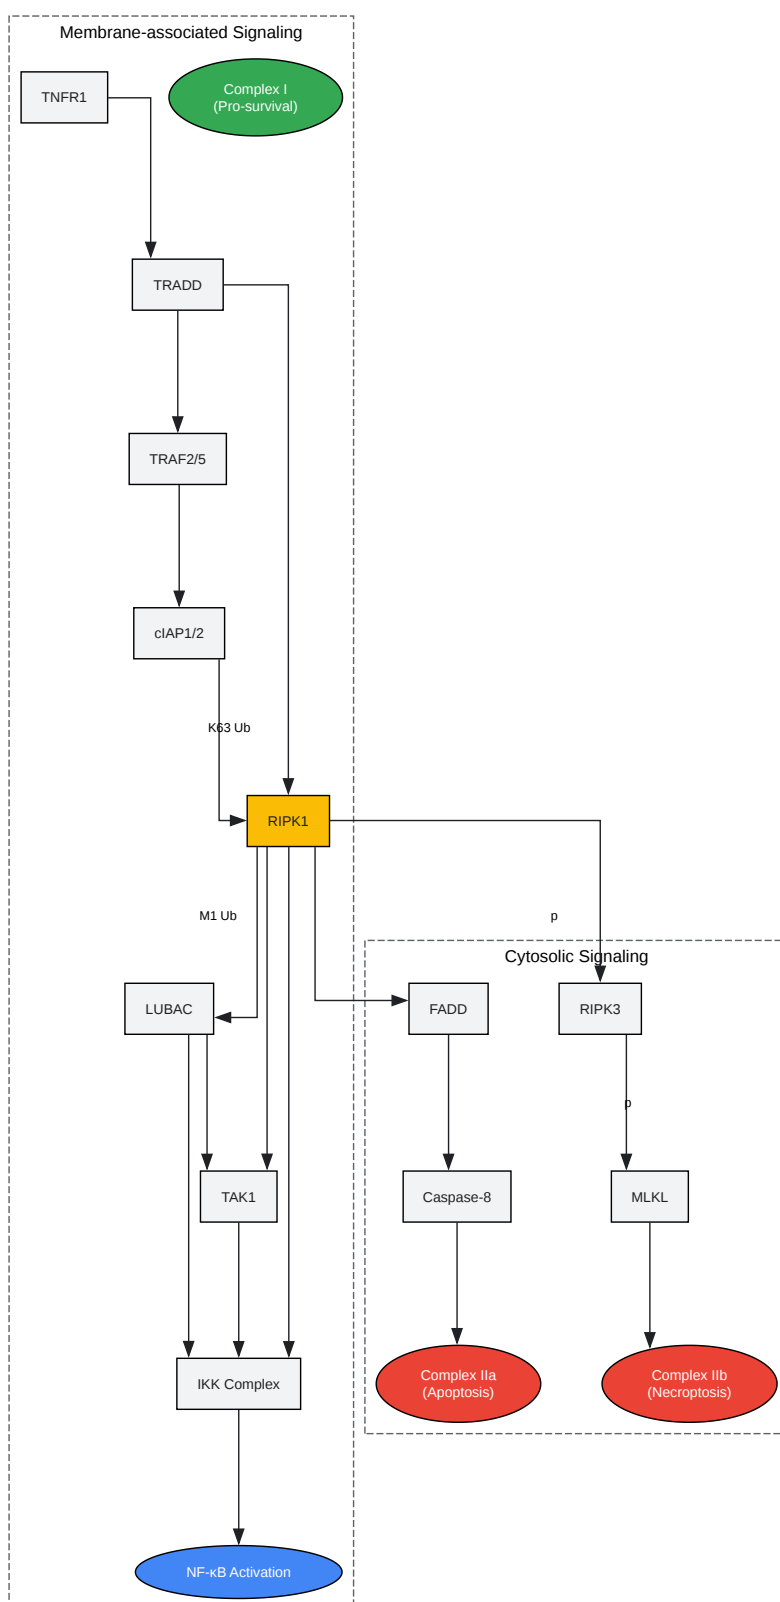 Membrane-associated Signaling
TNFR1
Complex I
(Pro-survival)
TRADD
TRAF2/5
cIAP1/2
K63 Ub
RIPK1
M1 Ub
p
Cytosolic Signaling
LUBAC
FADD
RIPK3
p
TAK1
Caspase-8
MLKL
IKK Complex
Complex IIa
(Apoptosis)
Complex IIb
(Necroptosis)
NF-κB Activation